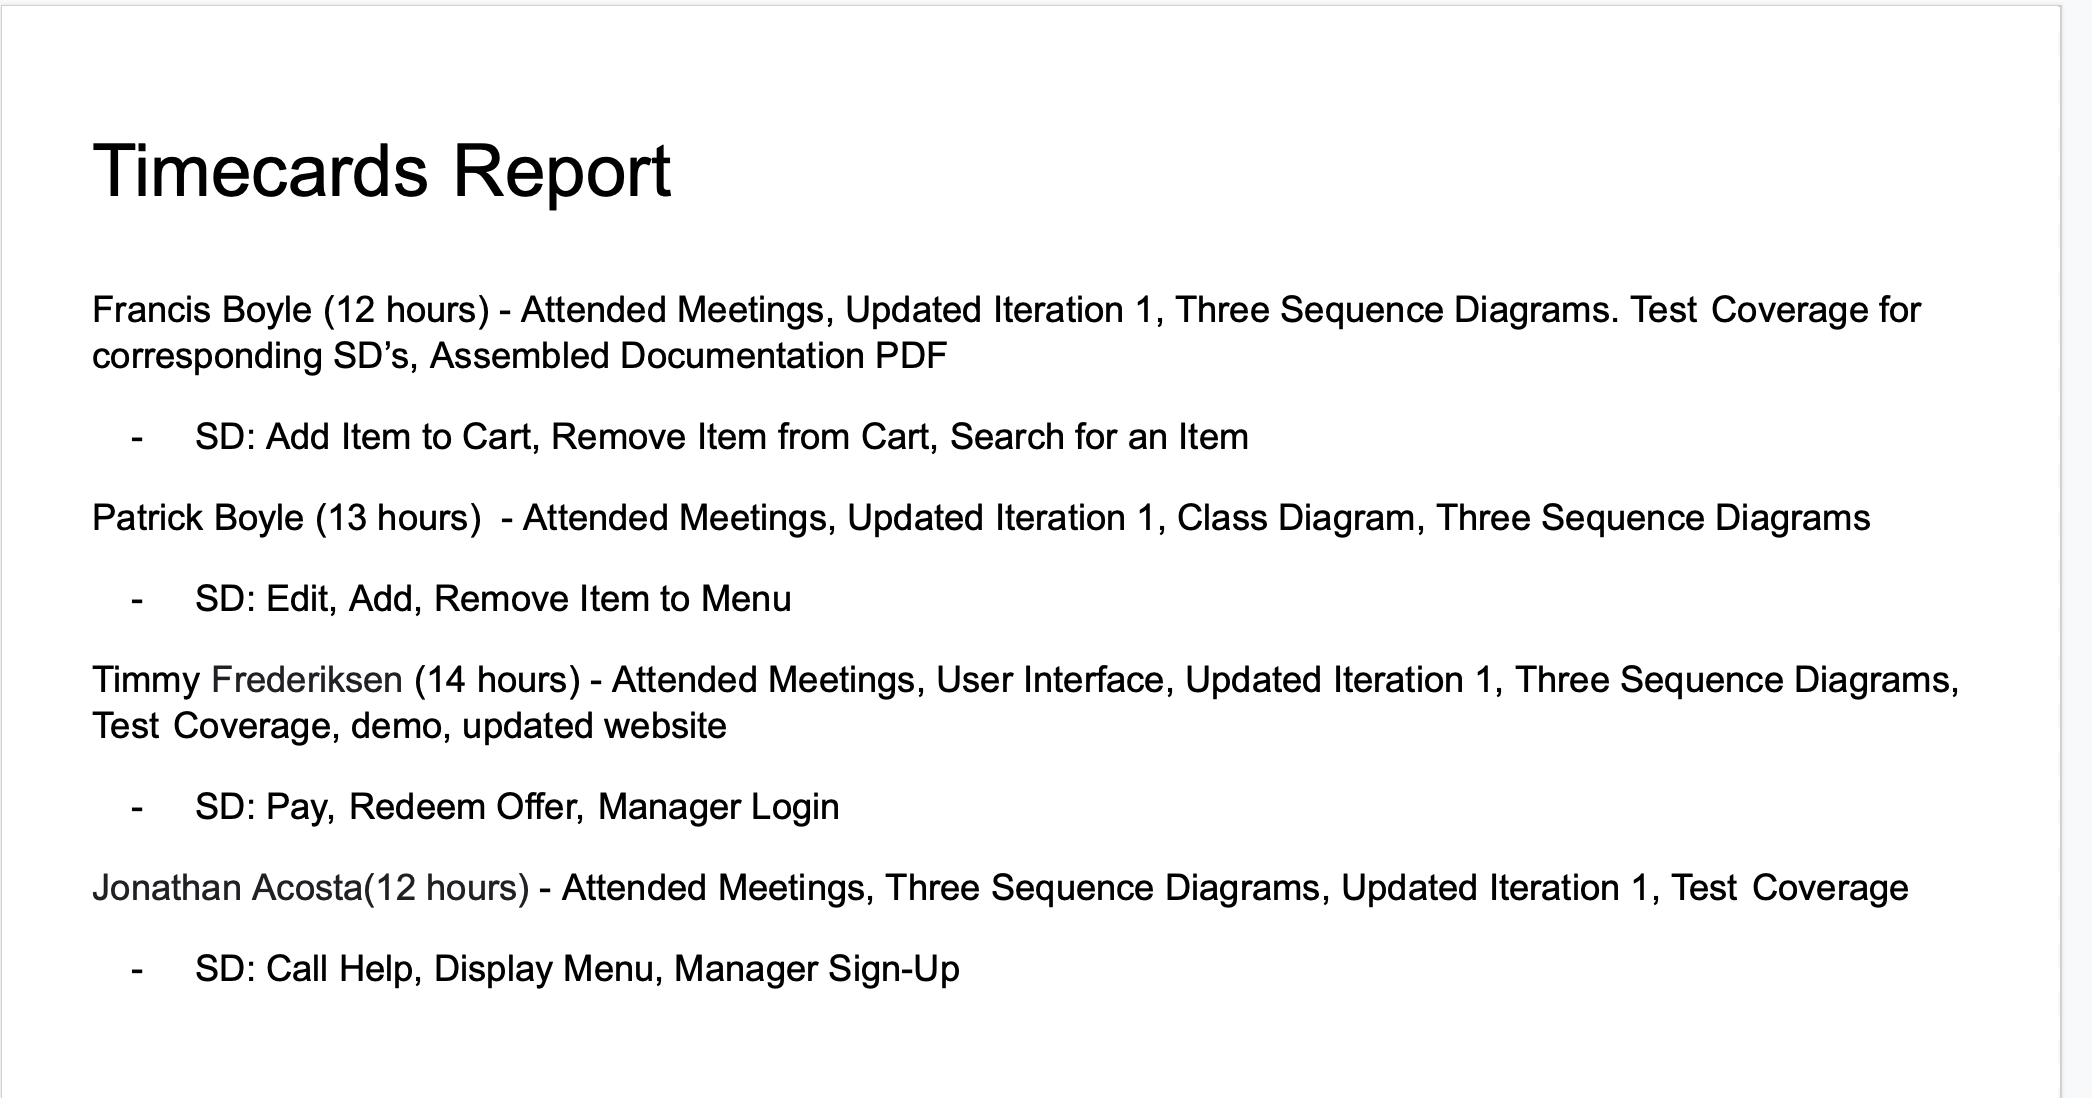 Timecards Report
Francis Boyle (12 hours) - Attended Meetings, Updated Iteration 1, Three Sequence Diagrams. Test Coverage for
corresponding SD’s, Assembled Documentation PDF
- SD: Add Item to Cart, Remove Item from Cart, Search for an Item
Patrick Boyle (13 hours)  - Attended Meetings, Updated Iteration 1, Class Diagram, Three Sequence Diagrams
- SD: Edit, Add, Remove Item to Menu
Timmy Frederiksen (14 hours) - Attended Meetings, User Interface, Updated Iteration 1, Three Sequence Diagrams,
Test Coverage, demo, updated website
- SD: Pay, Redeem Offer, Manager Login
Jonathan Acosta(12 hours) - Attended Meetings, Three Sequence Diagrams, Updated Iteration 1, Test Coverage
- SD: Call Help, Display Menu, Manager Sign-Up